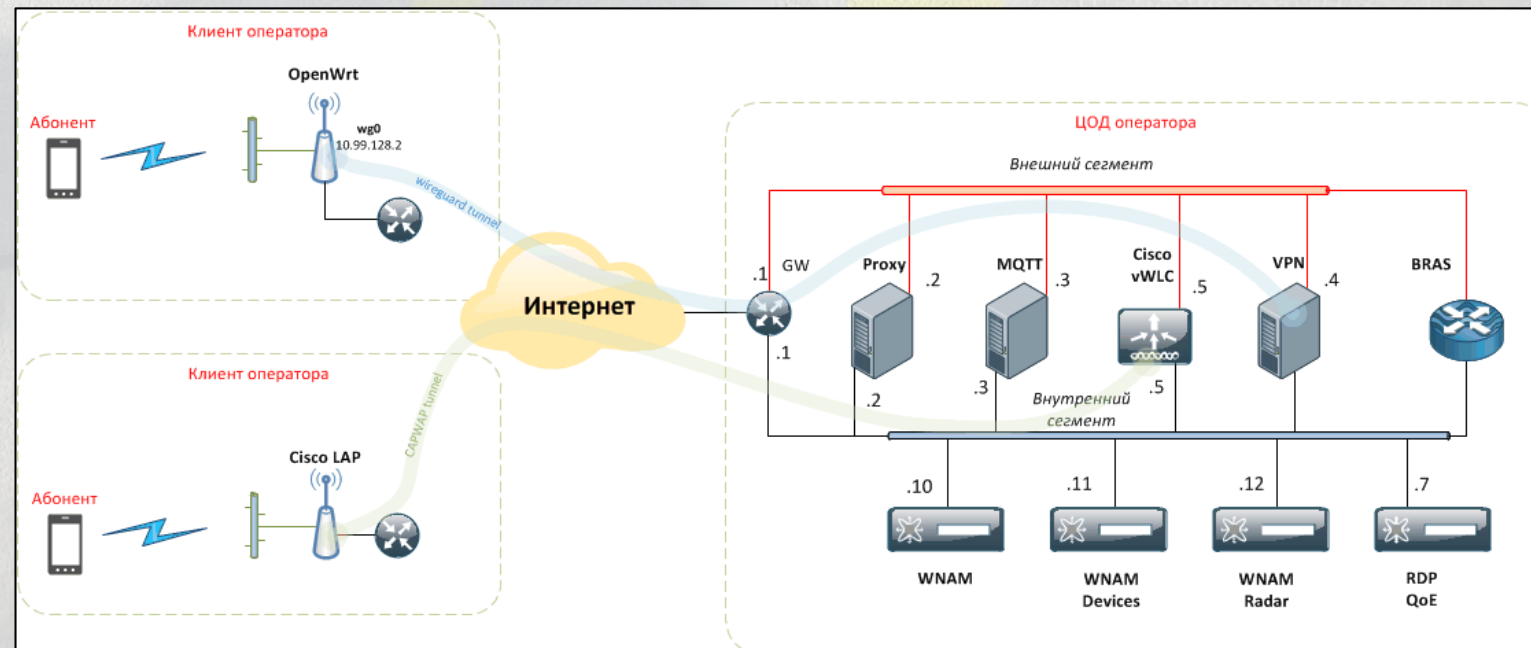 Клиент оператора
OpenWrt
Абонент
wg0
10.99.128.2
wireguard tunnel
Клиент оператора
Абонент
Cisco LAP
CAPWAP tunnel
Интернет
ЦОД оператора
Внешний сегмент
.1
GW
.1
Proxy
.2
.2
MQTT
.3
.3
Cisco
vWLC
.5
.5
VPN
.4
BRAS
Внутренний
сегмент
.10
.11
.12
.7
WNAM
WNAM
Devices
WNAM
Radar
RDP
QoE